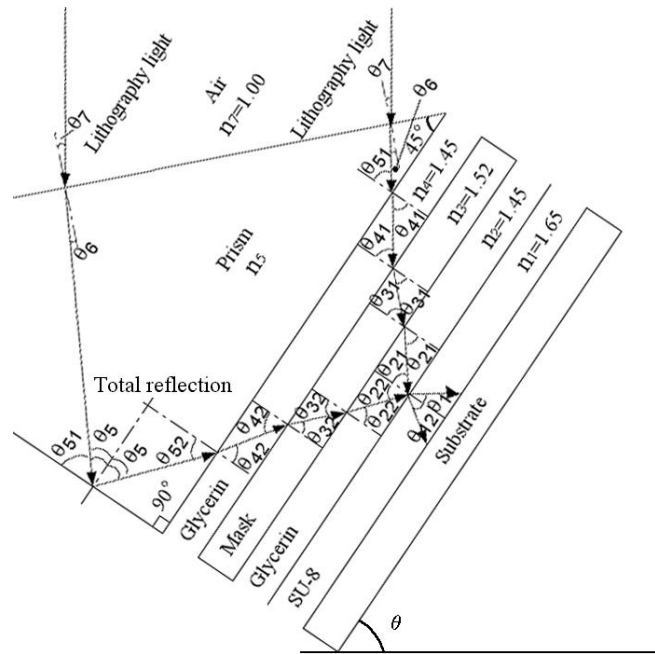 Lithography light
θ7
Air
n7=1.00
Lithography light
θ7
θ6
45°
θ51
n4=1.45
n3=1.52
n2=1.45
n1=1.65
θ6
Prism
n5
θ41
θ41
θ31
θ31
Total reflection
θ21
θ21
θ51
θ5
θ5
θ52
θ42
θ42
θ32
θ32
θ22
θ22
θ12
θ11
90°
Glycerin
Mask
Glycerin
SU-8
Substrate
θ